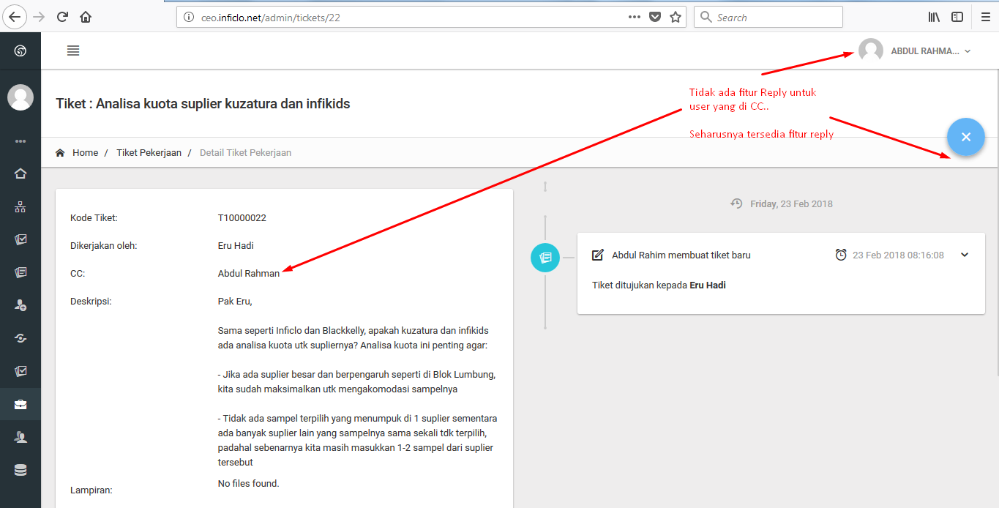 ceo.inficlo.net/admin/tickets/22
Search
ABDUL RAHMA...
Tidak ada fitur Reply untuk
user yang di CC..
Seharusnya tersedia fitur reply
Tiket : Analisa kuota suplier kuzatura dan infikids
Home / Tiket Pekerjaan / Detail Tiket Pekerjaan
Friday, 23 Feb 2018
Kode Tiket: T10000022
Dikerjakan oleh: Eru Hadi
CC: Abdul Rahman
Deskripsi: Pak Eru,
Sama seperti Inficlo dan Blackkelly, apakah kuzatura dan infikids
ada analisa kuota utk supliernya? Analisa kuota ini penting agar:
- Jika ada suplier besar dan berpengaruh seperti di Blok Lumbung,
kita sudah maksimalkan utk mengakomodasi sampelnya
- Tidak ada sampel terpilih yang menumpuk di 1 suplier sementara
ada banyak suplier lain yang sampelnya sama sekali tdk terpilih,
padahal sebenarnya kita masih masukkan 1-2 sampel dari suplier
tersebut
Lampiran: No files found.
Abdul Rahim membuat tiket baru 23 Feb 2018 08:16:08
Tiket ditujukan kepada Eru Hadi